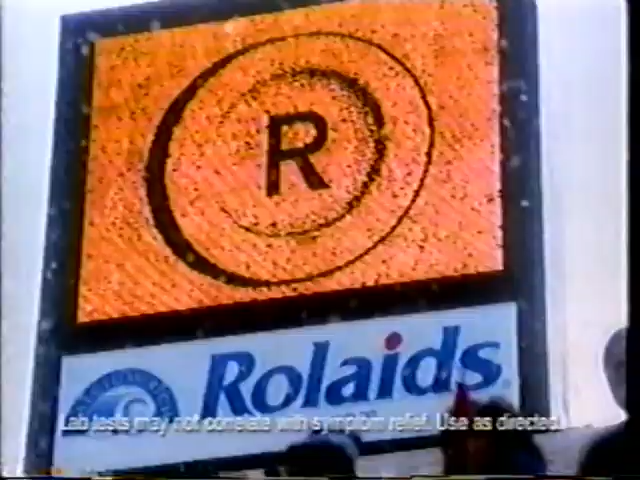 R
Rolaids
Lab tests may not correlate with symptom relief. Use as directed.